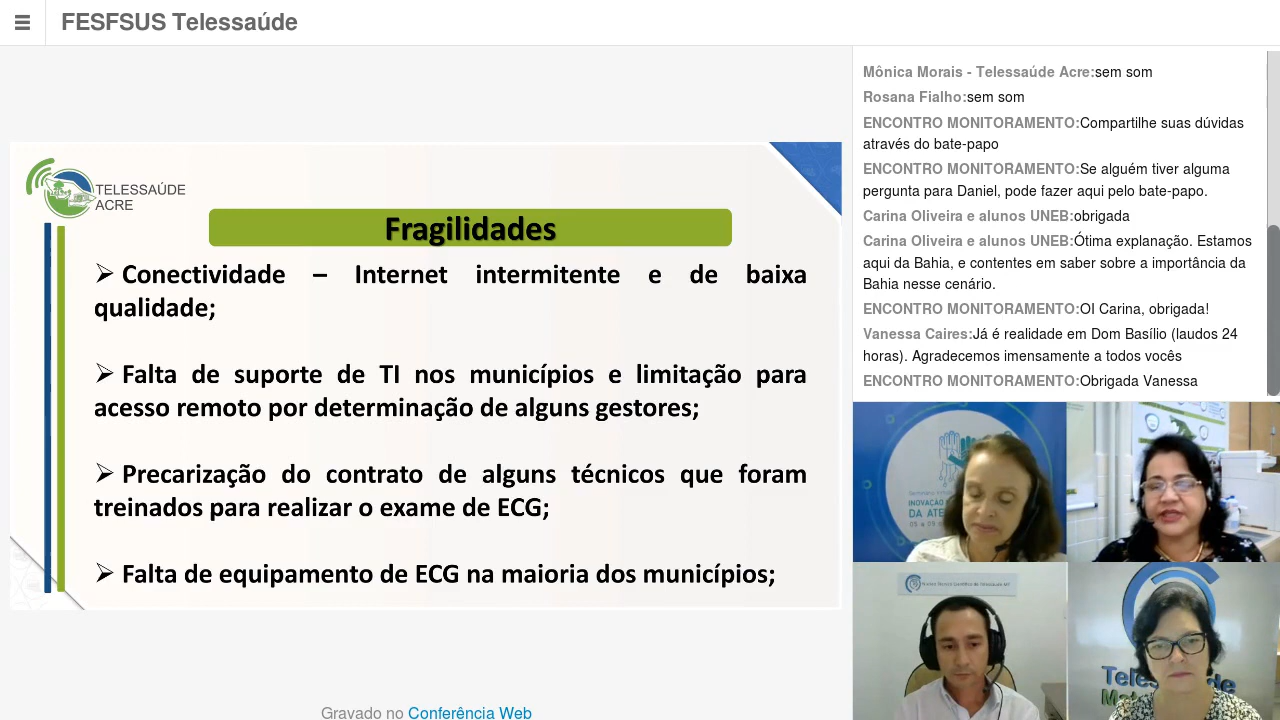 FESFSUS Telessaúde
TELESSAÚDE
ACRE
Fragilidades
Conectividade – Internet intermitente e de baixa
qualidade;
Falta de suporte de TI nos municípios e limitação para
acesso remoto por determinação de alguns gestores;
Precarização do contrato de alguns técnicos que foram
treinados para realizar o exame de ECG;
Falta de equipamento de ECG na maioria dos municípios;
Gravado no Conferência Web
Mônica Morais - Telessaúde Acre:sem som
Rosana Fialho:sem som
ENCONTRO MONITORAMENTO:Compartilhe suas dúvidas
através do bate-papo
ENCONTRO MONITORAMENTO:Se alguém tiver alguma
pergunta para Daniel, pode fazer aqui pelo bate-papo.
Carina Oliveira e alunos UNEB:obrigada
Carina Oliveira e alunos UNEB:Ótima explanação. Estamos
aqui da Bahia, e contentes em saber sobre a importância da
Bahia nesse cenário.
ENCONTRO MONITORAMENTO:OI Carina, obrigada!
Vanessa Caires:Já é realidade em Dom Basílio (laudos 24
horas). Agradecemos imensamente a todos vocês
ENCONTRO MONITORAMENTO:Obrigada Vanessa
INOVAÇÃO
DA ATE